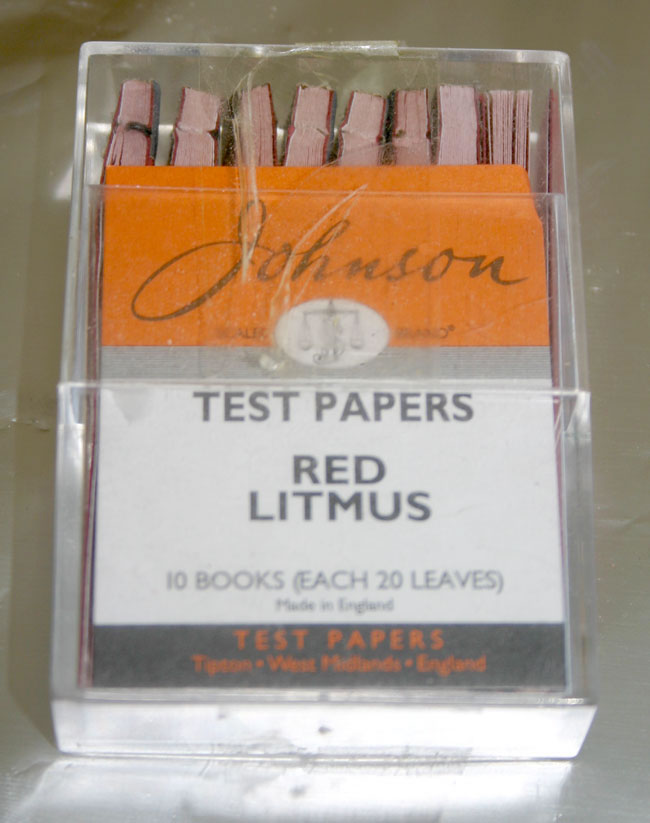 Johnson
TEST PAPERS
RED
LITMUS
10 BOOKS (EACH 20 LEAVES)
Made in England
TEST PAPERS
Tipton • West Midlands • England